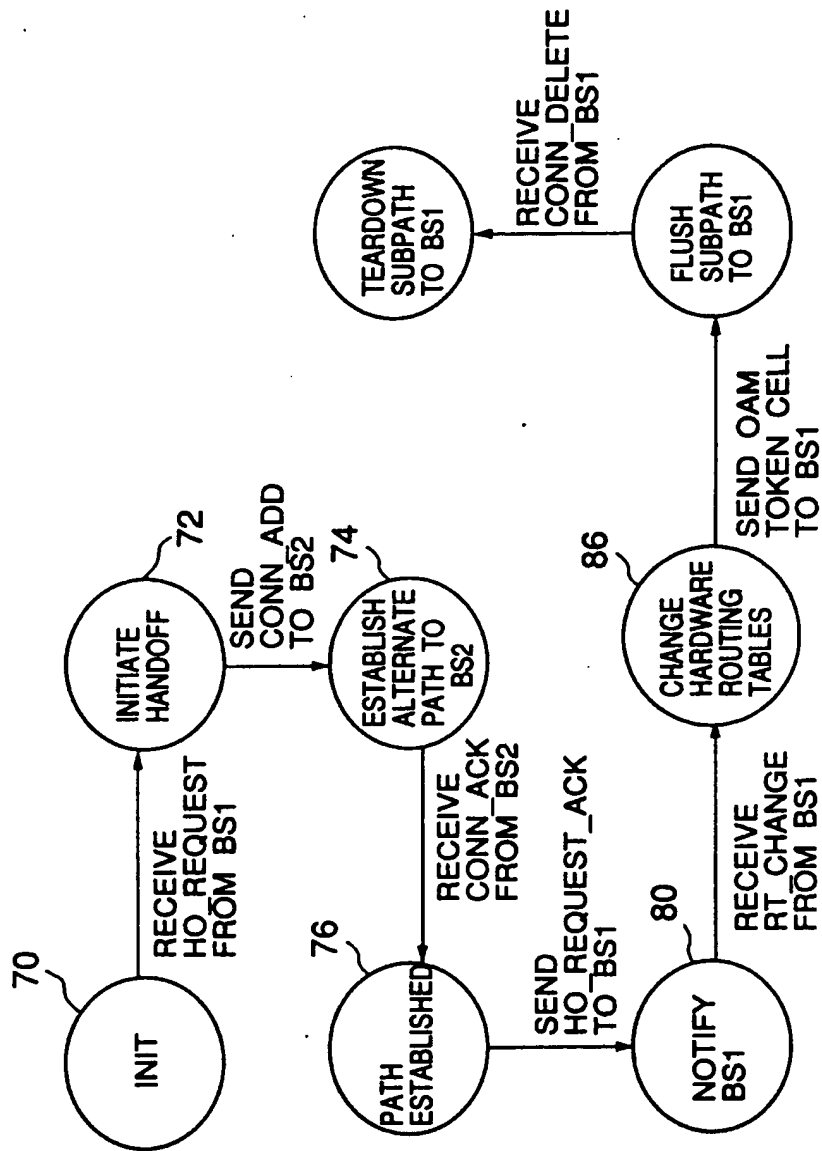 70
INIT
RECEIVE
HO_REQUEST
FROM BS1
72
INITIATE
HANDOFF
SEND
CONN_ADD
TO BS2
74
ESTABLISH
ALTERNATE
PATH TO
BS2
RECEIVE
CONN_ACK
FROM BS2
76
PATH
ESTABLISHED
SEND
HO_REQUEST_ACK
TO BS1
80
NOTIFY
BS1
RECEIVE
RT_CHANGE
FROM BS1
86
CHANGE
HARDWARE
ROUTING
TABLES
SEND OAM
TOKEN CELL
TO BS1
FLUSH
SUBPATH
TO BS1
RECEIVE
CONN_DELETE
FROM BS1
TEARDOWN
SUBPATH
TO BS1